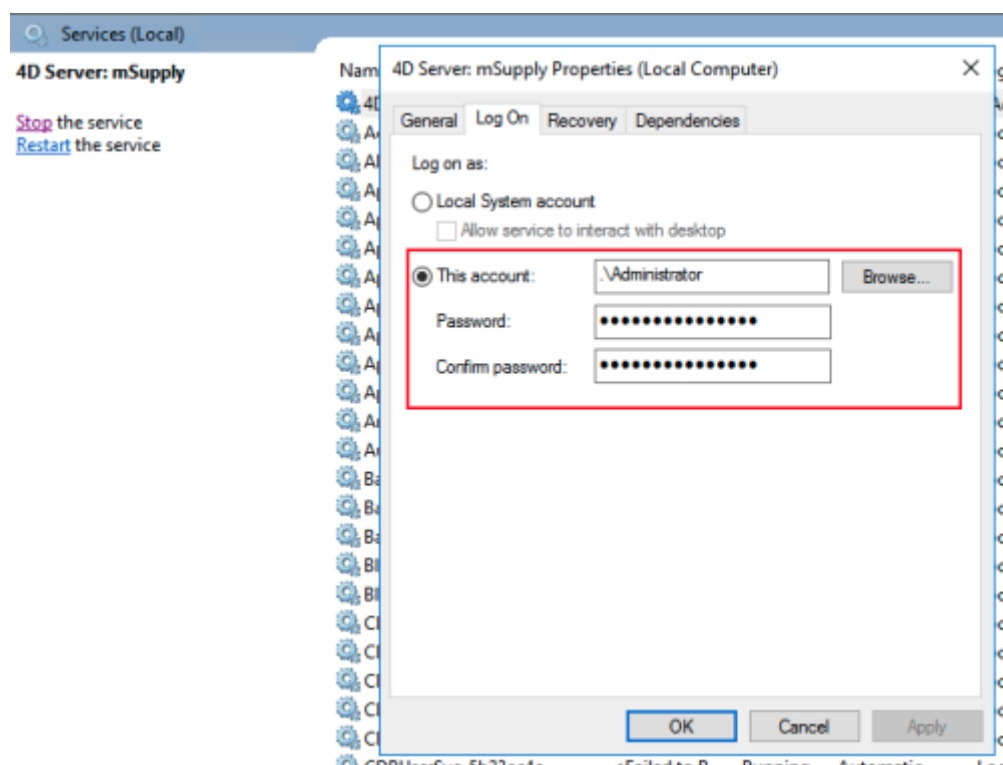 Services (Local)
4D Server: mSupply
Stop the service
Restart the service
4D Server: mSupply Properties (Local Computer)
General Log On Recovery Dependencies
Log on as:
Local System account
Allow service to interact with desktop
This account: .\Administrator Browse...
Password: •••••••••••••••
Confirm password: •••••••••••••••
OK Cancel Apply
Running Automatic